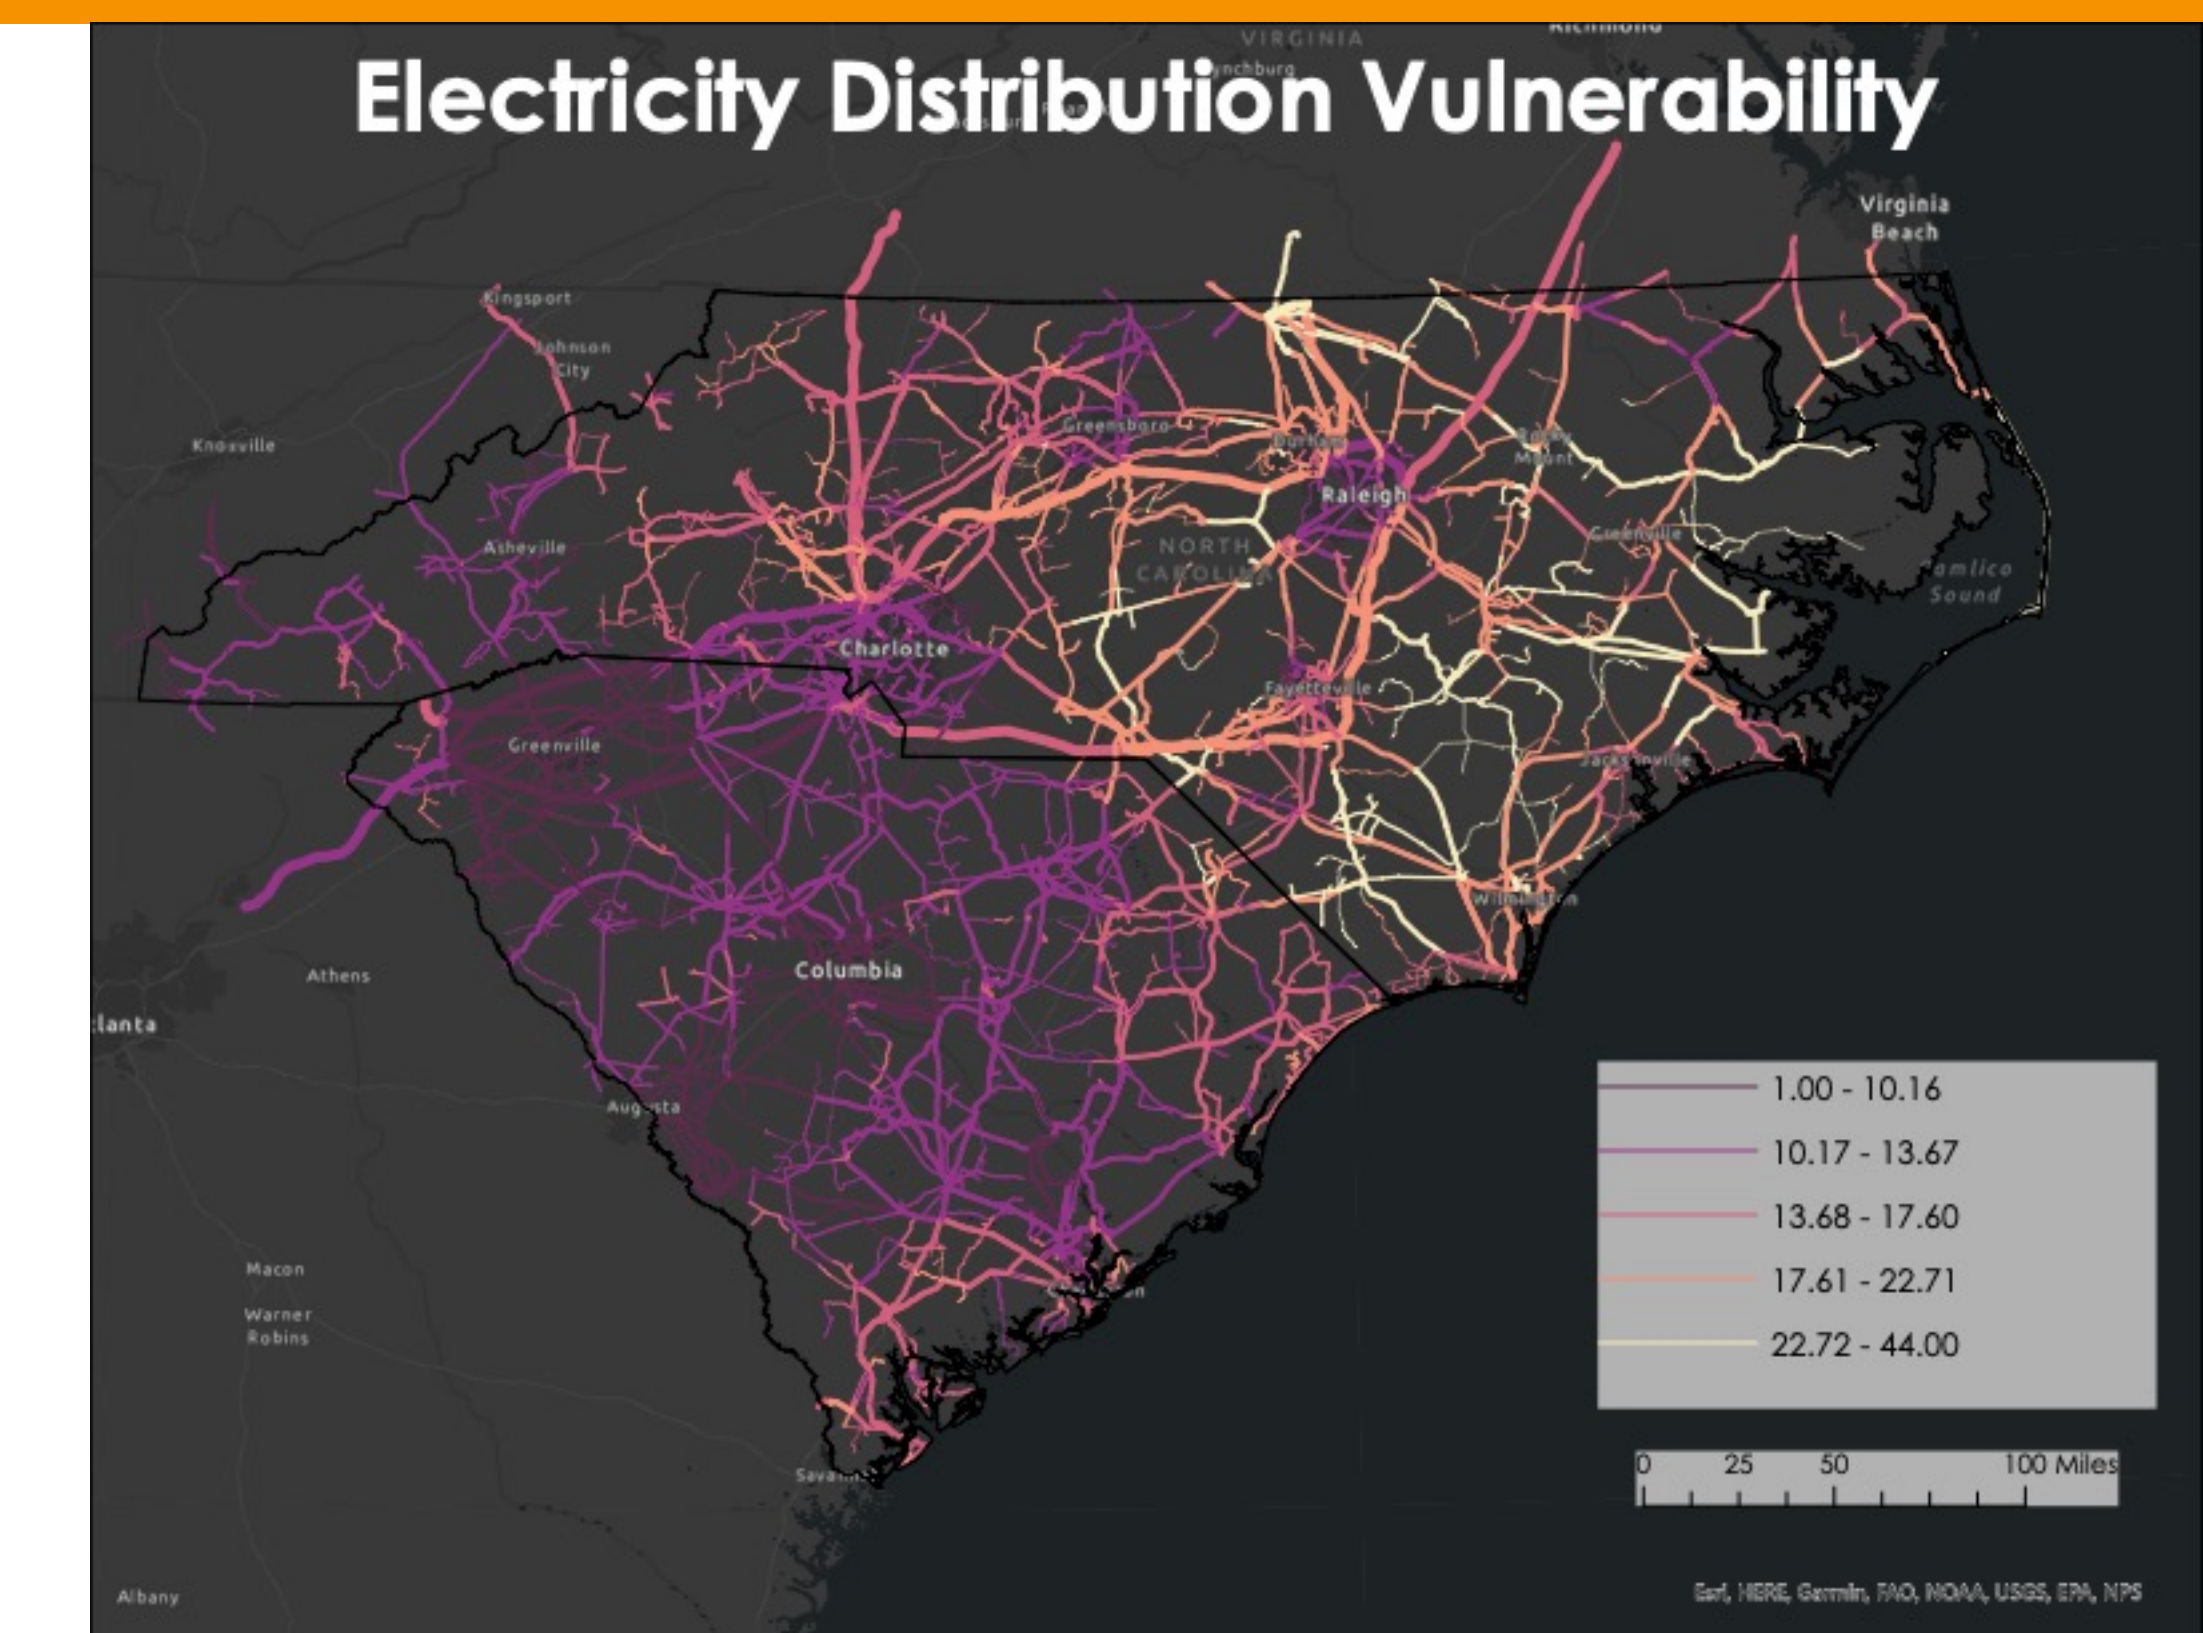 VIRGINIA
Electricity Distribution Vulnerability
Virginia
Beach
Kingsport
Johnson
City
Knoxville
Greensboro
Durham
Rocky
Mount
Raleigh
Asheville
NORTH
CAROLINA
Greenville
Pamlico
Sound
Charlotte
Fayetteville
Greenville
Jacksonville
Wilmington
Columbia
Athens
tlanta
Augusta
1.00 - 10.16
10.17 - 13.67
13.68 - 17.60
17.61 - 22.71
22.72 - 44.00
Macon
Warner
Robins
0 25 50 100 Miles
Albany
Esri, HERE, Garmin, FAO, NOAA, USGS, EPA, NPS